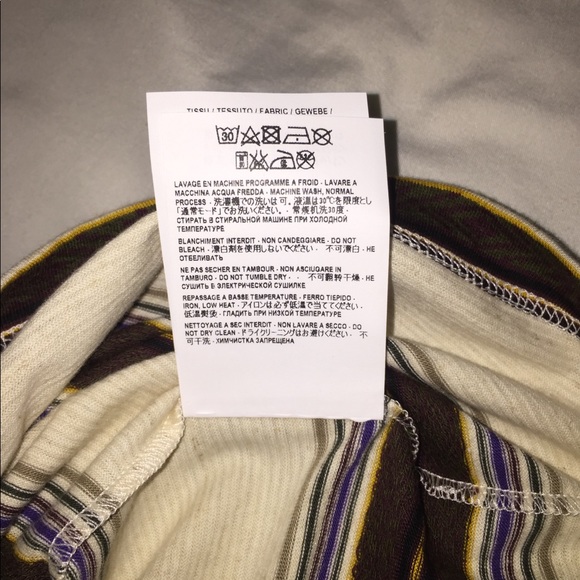 TISSU / TESSUTO / FABRIC / GEWEBE /
30
LAVAGE EN MACHINE PROGRAMME A FROID - LAVARE A
MACCHINA ACQUA FREDDA - MACHINE WASH, NORMAL
PROCESS - 洗濯機での洗いは可。液温は30℃を限度とし
「通常モード」でお洗いください。- 常规机洗30度 -
СТИРАТЬ В СТИРАЛЬНОЙ МАШИНЕ ПРИ ХОЛОДНОЙ
ТЕМПЕРАТУРЕ
BLANCHIMENT INTERDIT - NON CANDEGGIARE - DO NOT
BLEACH - 漂白剤を使用しないでください。- 不可漂白 - НЕ
ОТБЕЛИВАТЬ
NE PAS SECHER EN TAMBOUR - NON ASCIUGARE IN
TAMBURO - DO NOT TUMBLE DRY - - 不可翻转干燥 - НЕ
СУШИТЬ В ЭЛЕКТРИЧЕСКОЙ СУШИЛКЕ
REPASSAGE A BASSE TEMPERATURE - FERRO TIEPIDO -
IRON, LOW HEAT - アイロンは必ず低温で当ててください。-
低温熨烫 - ГЛАДИТЬ ПРИ НИЗКОЙ ТЕМПЕРАТУРЕ
NETTOYAGE A SEC INTERDIT - NON LAVARE A SECCO - DO
NOT DRY CLEAN - ドライクリーニングはお避けください。- 不
可干洗 - ХИМЧИСТКА ЗАПРЕЩЕНА